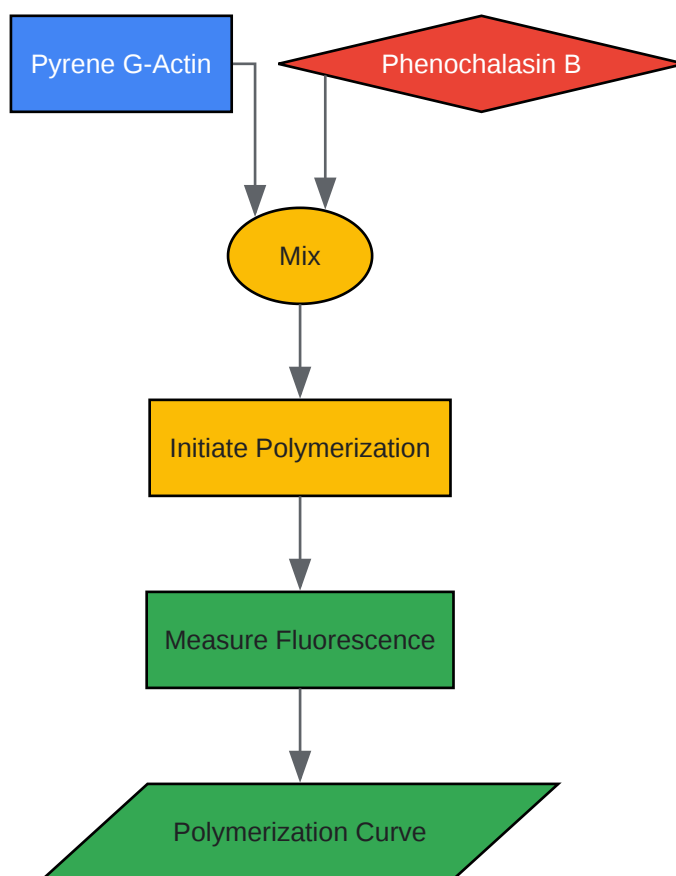 Pyrene G-Actin
Phenochalasin B
Mix
Initiate Polymerization
Measure Fluorescence
Polymerization Curve